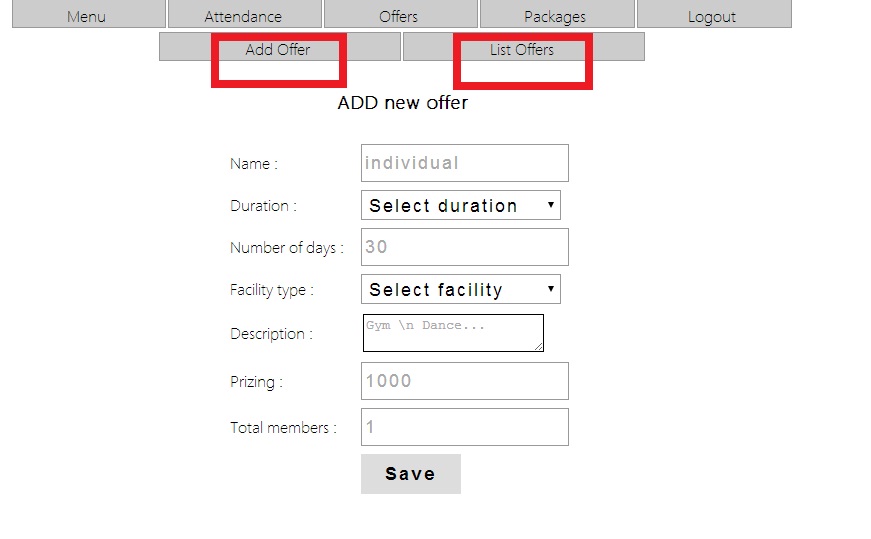 Menu Attendance Offers Packages Logout
Add Offer List Offers
ADD new offer
Name : individual
Duration : Select duration
Number of days : 30
Facility type : Select facility
Description : Gym \n Dance...
Prizing : 1000
Total members : 1
Save